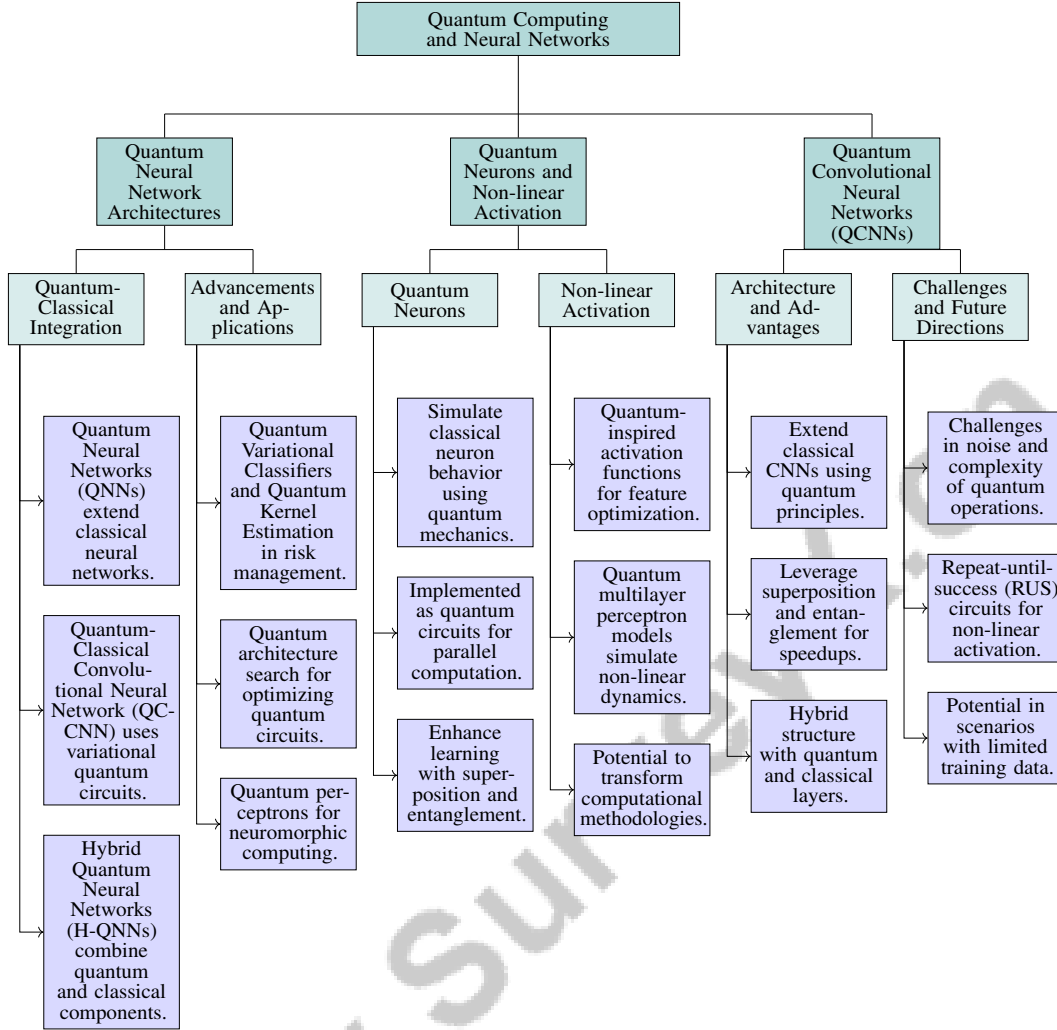 Quantum Computing
and Neural Networks
Quantum
Neural
Network
Architectures
Quantum
Neurons and
Non-linear
Activation
Quantum
Convolutional
Neural
Networks
(QCNNs)
Quantum-
Classical
Integration
Advancements
and Ap-
plications
Quantum
Neurons
Non-linear
Activation
Architecture
and Ad-
vantages
Challenges
and Future
Directions
Quantum
Neural
Networks
(QNNs)
extend
classical
neural
networks.
Quantum-
Classical
Convolu-
tional Neural
Network (QC-
CNN) uses
variational
quantum
circuits.
Hybrid
Quantum
Neural
Networks
(H-QNNs)
combine
quantum
and classical
components.
Quantum
Variational
Classifiers
and Quantum
Kernel
Estimation
in risk
management.
Quantum
architecture
search for
optimizing
quantum
circuits.
Quantum per-
ceptrons for
neuromorphic
computing.
Simulate
classical
neuron
behavior
using
quantum
mechanics.
Implemented
as quantum
circuits for
parallel
computation.
Enhance
learning
with super-
position and
entanglement.
Quantum-
inspired
activation
functions
for feature
optimization.
Quantum
multilayer
perceptron
models
simulate
non-linear
dynamics.
Potential to
transform
computational
methodologies.
Extend
classical
CNNs using
quantum
principles.
Leverage
superposition
and entan-
glement for
speedups.
Hybrid
structure
with quantum
and classical
layers.
Challenges
in noise and
complexity
of quantum
operations.
Repeat-until-
success (RUS)
circuits for
non-linear
activation.
Potential in
scenarios
with limited
training data.